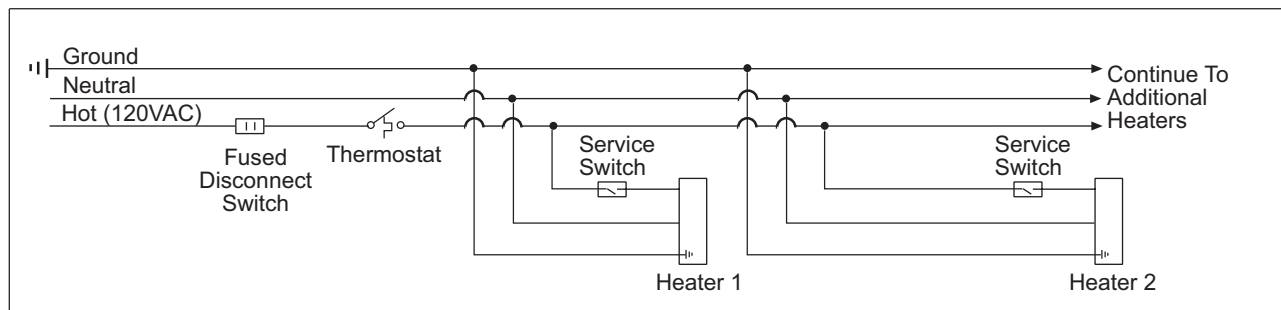 Ground
Neutral
Hot (120VAC)
Continue To
Additional
Heaters
Fused
Disconnect
Switch
Thermostat
Service
Switch
Service
Switch
Heater 1
Heater 2